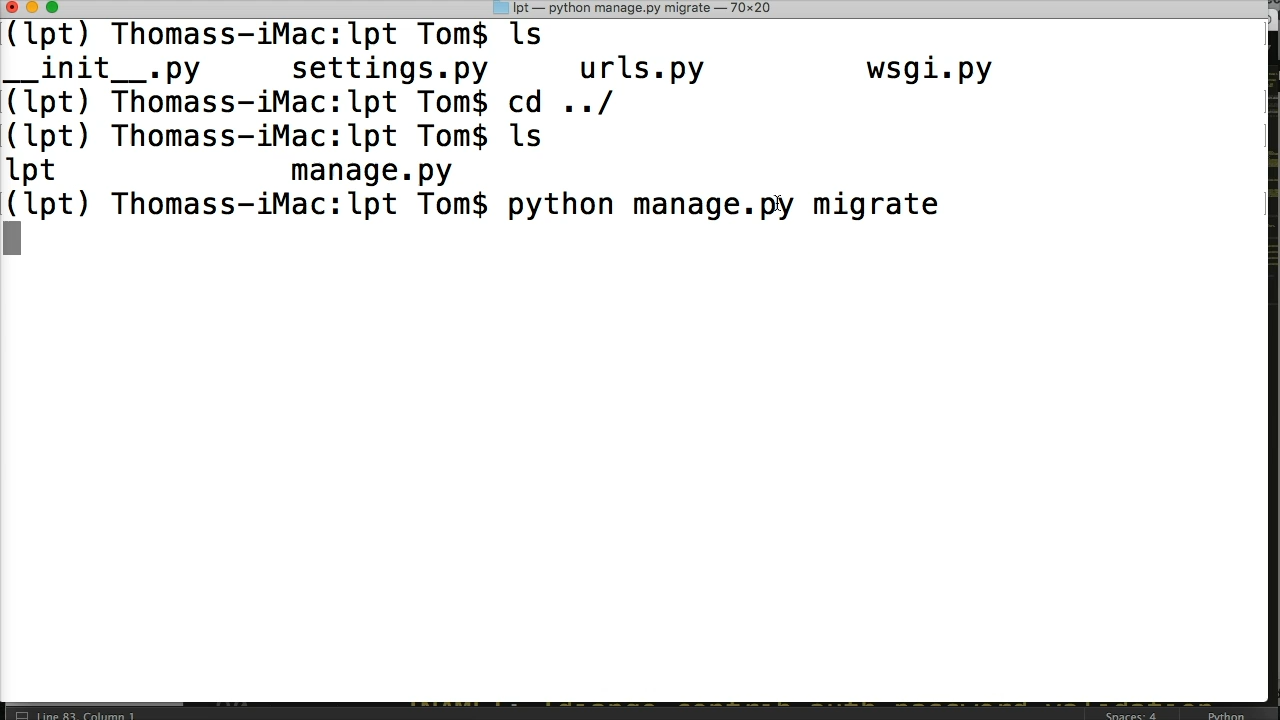 lpt — python manage.py migrate — 70×20
(lpt) Thomass-iMac:lpt Tom$ ls
__init__.py settings.py urls.py wsgi.py
(lpt) Thomass-iMac:lpt Tom$ cd ../
(lpt) Thomass-iMac:lpt Tom$ ls
lpt manage.py
(lpt) Thomass-iMac:lpt Tom$ python manage.py migrate
Line 83, Column 1 Spaces: 4 Python